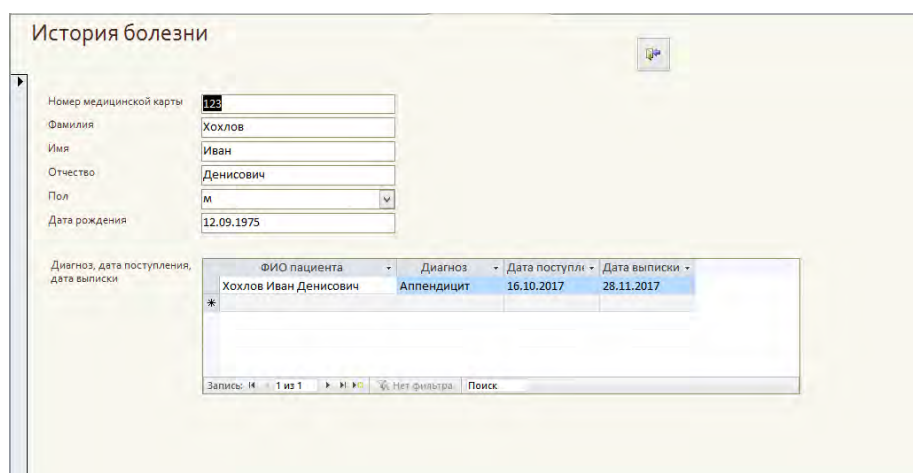 История болезни
Номер медицинской карты 123
Фамилия Хохлов
Имя Иван
Отчество Денисович
Пол м
Дата рождения 12.09.1975
Диагноз, дата поступления,
дата выписки
ФИО пациента Диагноз Дата поступле Дата выписки
Хохлов Иван Денисович Аппендицит 16.10.2017 28.11.2017
Запись: 1 из 1 Нет фильтра Поиск